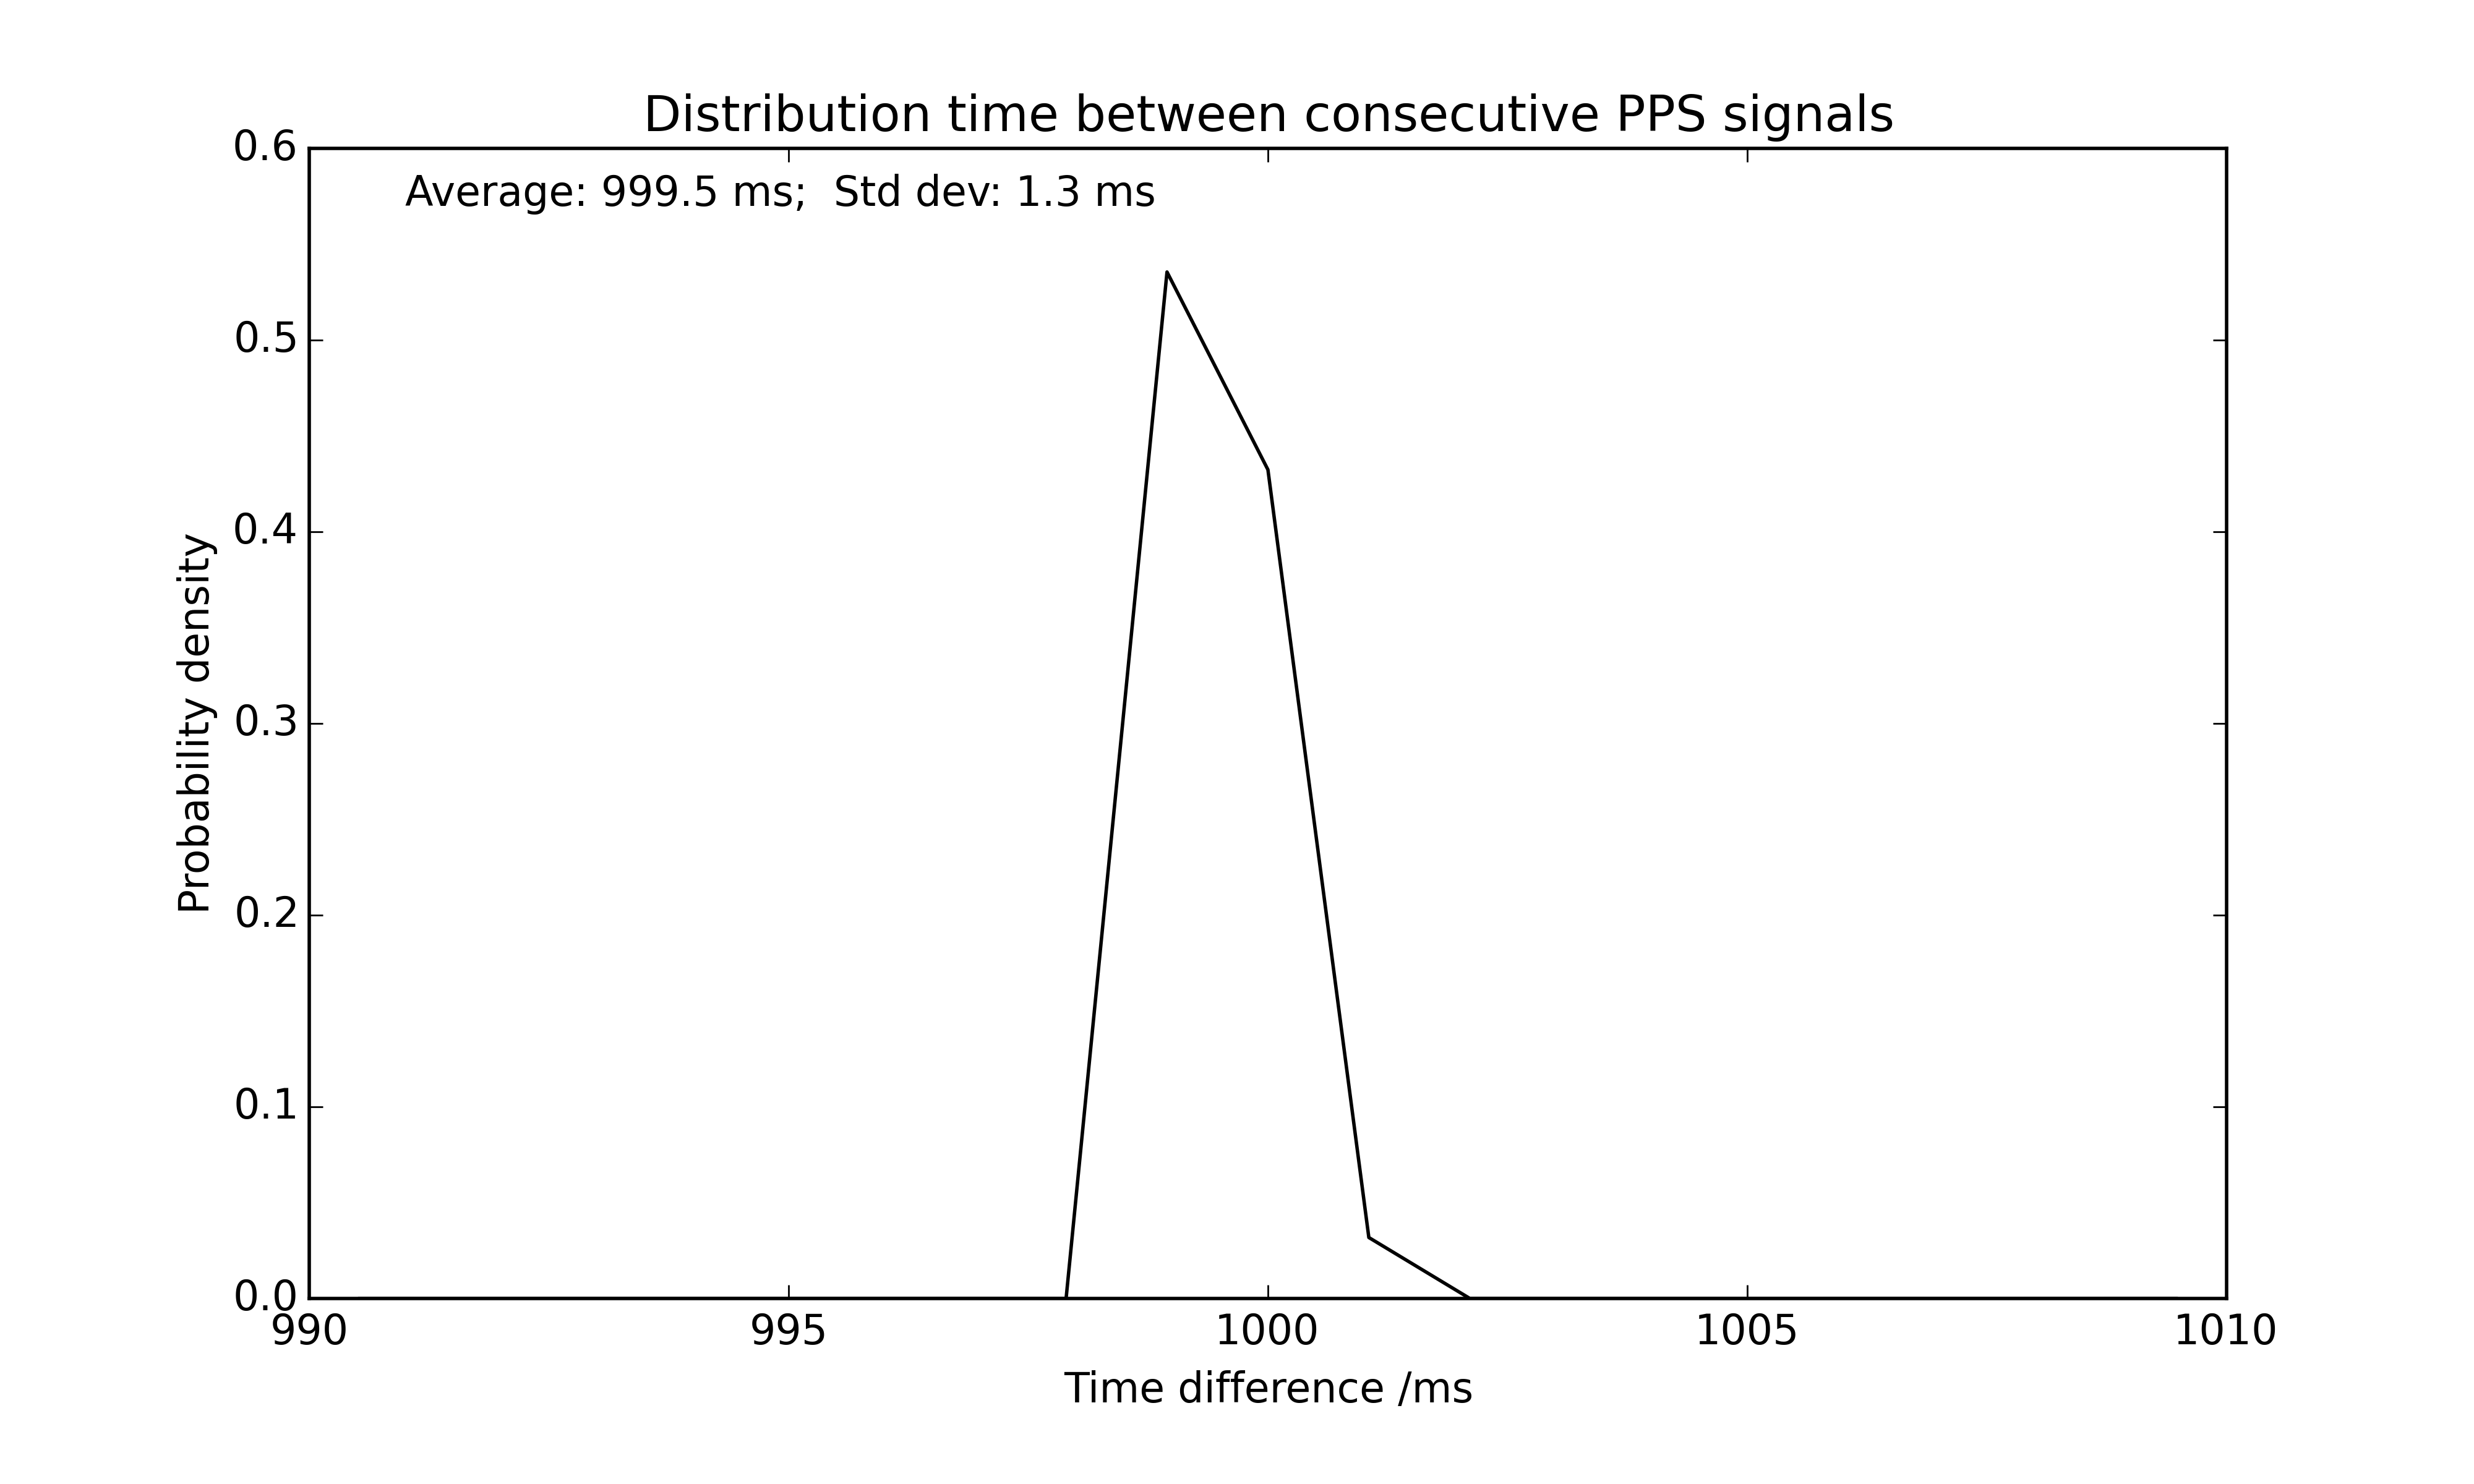 Distribution time between consecutive PPS signals
Average: 999.5 ms;  Std dev: 1.3 ms
0.6
0.5
0.4
0.3
0.2
0.1
0.0
Probability density
990 995 1000 1005 1010
Time difference /ms